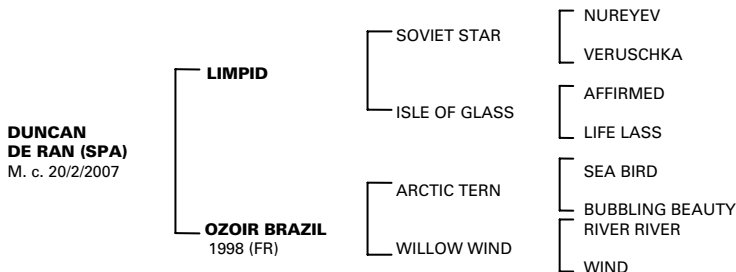 NUREYEV
SOVIET STAR
VERUSCHKA
LIMPID
AFFIRMED
ISLE OF GLASS
LIFE LASS
DUNCAN
DE RAN (SPA)
M. c. 20/2/2007
SEA BIRD
ARCTIC TERN
BUBBLING BEAUTY
OZOIR BRAZIL
1998 (FR)
RIVER RIVER
WILLOW WIND
WIND